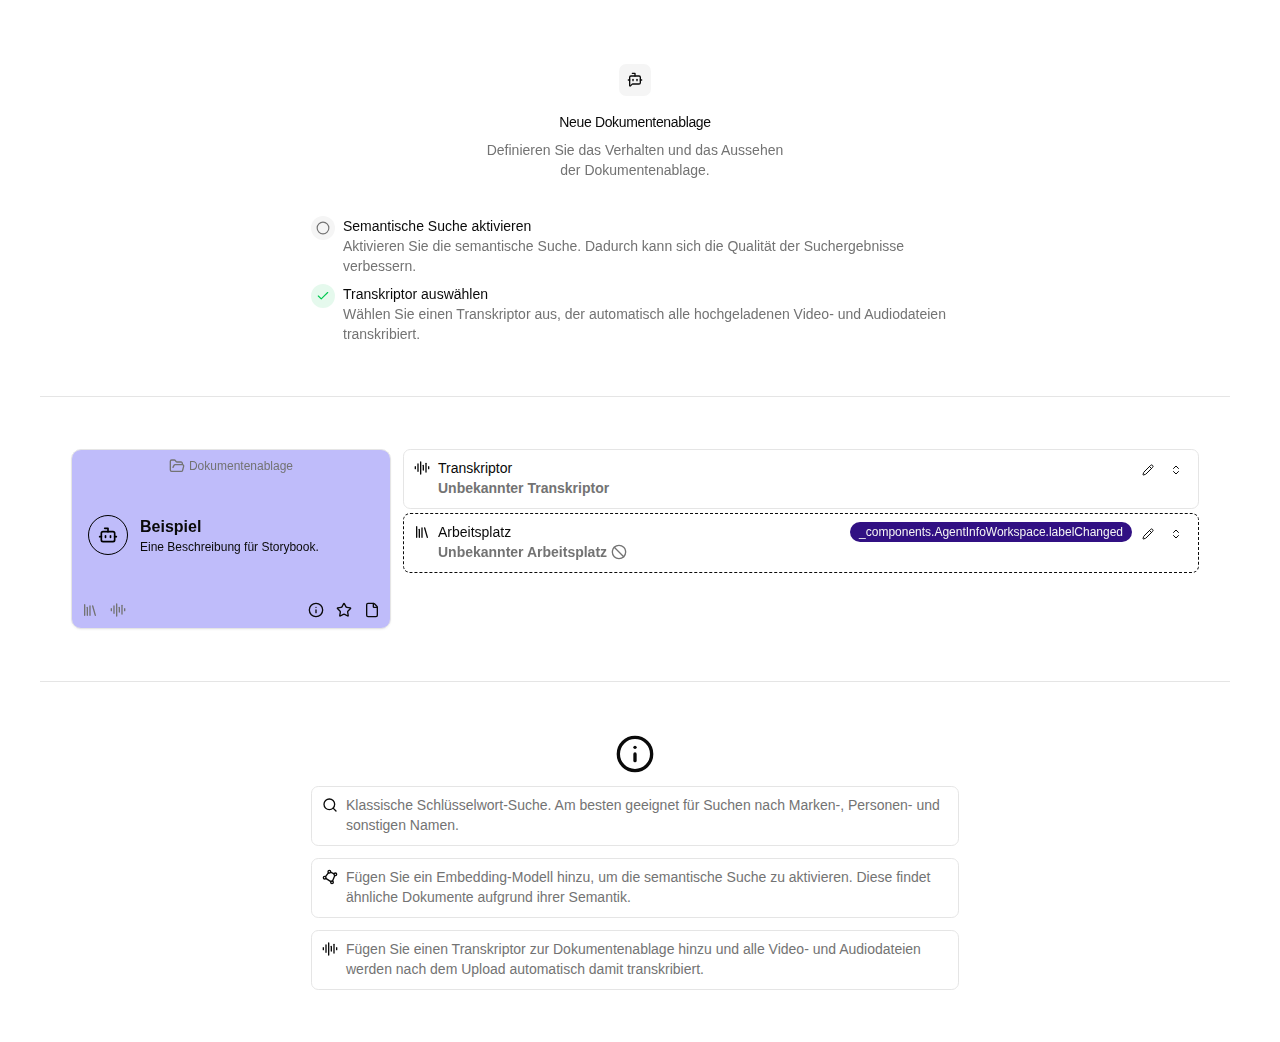 Neue Dokumentenablage
Definieren Sie das Verhalten und das Aussehen
der Dokumentenablage.
Semantische Suche aktivieren
Aktivieren Sie die semantische Suche. Dadurch kann sich die Qualität der Suchergebnisse
verbessern.
Transkriptor auswählen
Wählen Sie einen Transkriptor aus, der automatisch alle hochgeladenen Video- und Audiodateien
transkribiert.
Dokumentenablage
Beispiel
Eine Beschreibung für Storybook.
Transkriptor
Unbekannter Transkriptor
Arbeitsplatz
_components.AgentInfoWorkspace.labelChanged
Unbekannter Arbeitsplatz
Klassische Schlüsselwort-Suche. Am besten geeignet für Suchen nach Marken-, Personen- und
sonstigen Namen.
Fügen Sie ein Embedding-Modell hinzu, um die semantische Suche zu aktivieren. Diese findet
ähnliche Dokumente aufgrund ihrer Semantik.
Fügen Sie einen Transkriptor zur Dokumentenablage hinzu und alle Video- und Audiodateien
werden nach dem Upload automatisch damit transkribiert.